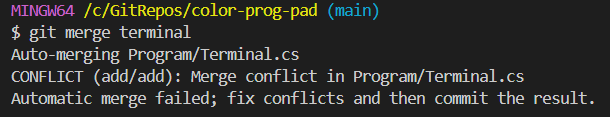 MINGW64 /c/GitRepos/color-prog-pad (main)
$ git merge terminal
Auto-merging Program/Terminal.cs
CONFLICT (add/add): Merge conflict in Program/Terminal.cs
Automatic merge failed; fix conflicts and then commit the result.